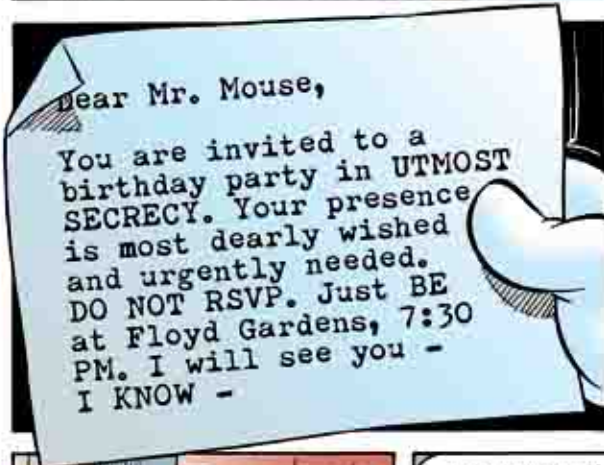 Dear Mr. Mouse,
You are invited to a
birthday party in UTMOST
SECRECY. Your presence
is most dearly wished
and urgently needed.
DO NOT RSVP. Just BE
at Floyd Gardens, 7:30
PM. I will see you –
I KNOW –